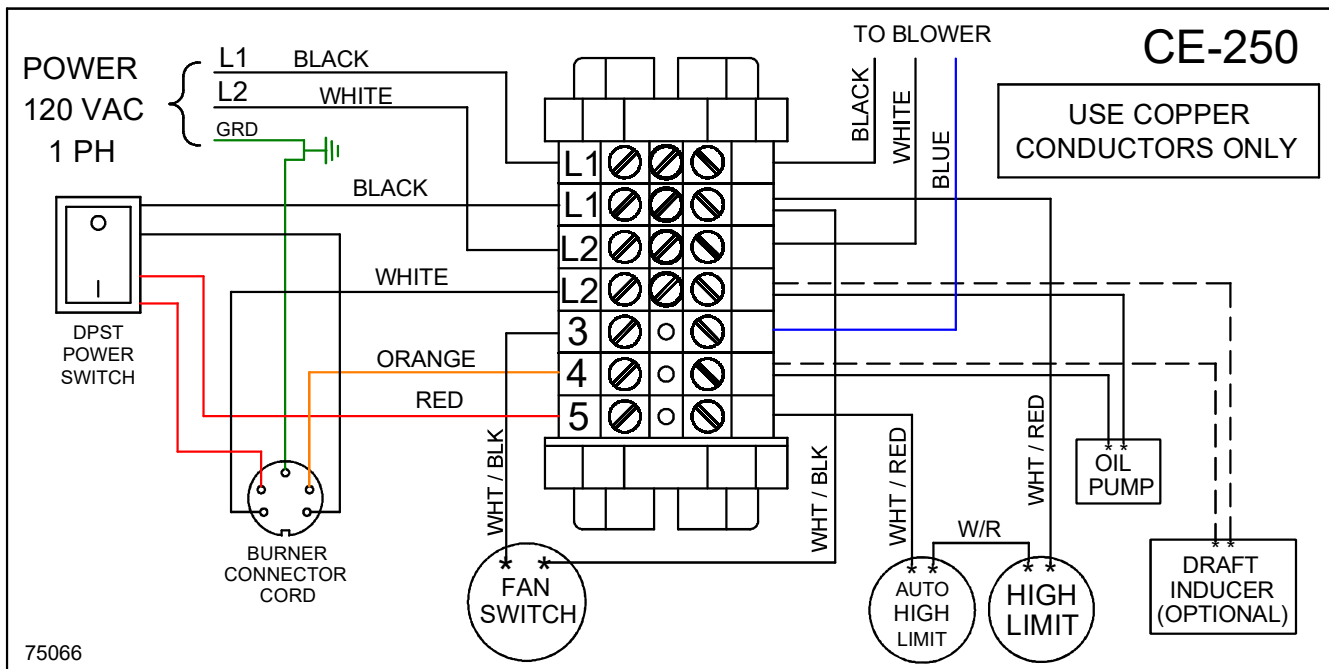 CE-250
USE COPPER
CONDUCTORS ONLY
POWER
120 VAC
1 PH
L1
BLACK
L2
WHITE
GRD
TO BLOWER
BLACK
WHITE
BLUE
BLACK
WHITE
ORANGE
RED
L1
L1
L2
L2
3
4
5
O
I
DPST
POWER
SWITCH
BURNER
CONNECTOR
CORD
WHT / BLK
* *
FAN
SWITCH
WHT / BLK
WHT / RED
W/R
WHT / RED
* *
AUTO
HIGH
LIMIT
* *
HIGH
LIMIT
* *
OIL
PUMP
* *
DRAFT
INDUCER
(OPTIONAL)
75066